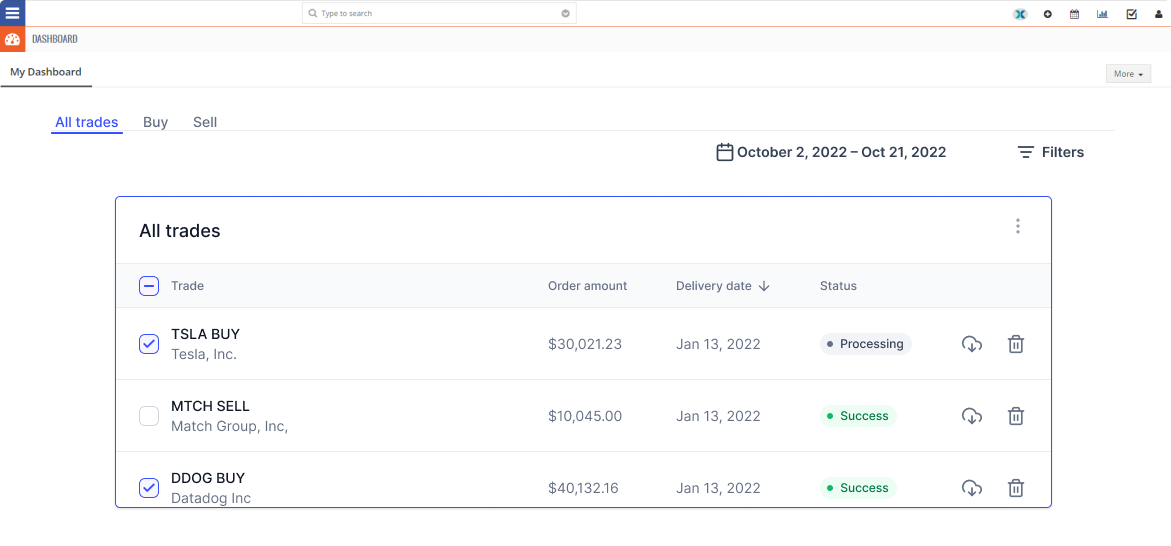 Type to search
DASHBOARD
My Dashboard
More
All trades Buy Sell
October 2, 2022 – Oct 21, 2022 Filters
All trades
Trade Order amount Delivery date Status
TSLA BUY
Tesla, Inc.
$30,021.23 Jan 13, 2022 Processing
MTCH SELL
Match Group, Inc,
$10,045.00 Jan 13, 2022 Success
DDOG BUY
Datadog Inc
$40,132.16 Jan 13, 2022 Success